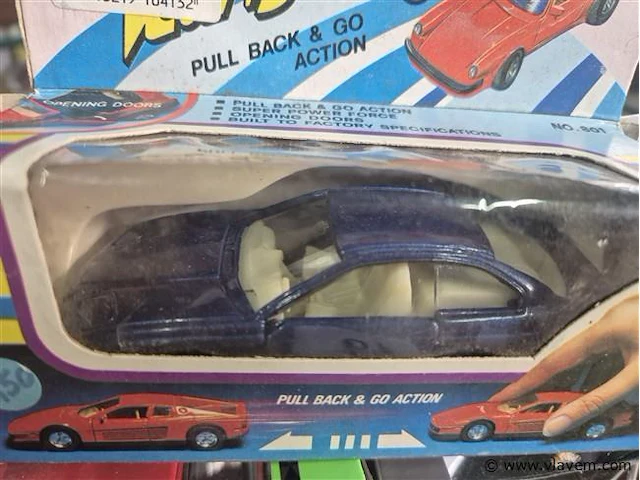 PULL BACK & GO
ACTION
OPENING DOORS
PULL BACK & GO ACTION
SUPER POWER FORCE
OPENING DOORS
BUILT TO FACTORY SPECIFICATIONS
NO. 801
PULL BACK & GO ACTION
© www.vlavem.com